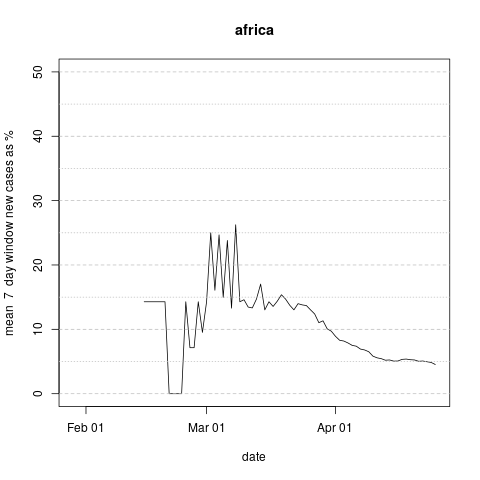 africa
mean 7 day window new cases as %
50
40
30
20
10
0
Feb 01
Mar 01
Apr 01
date